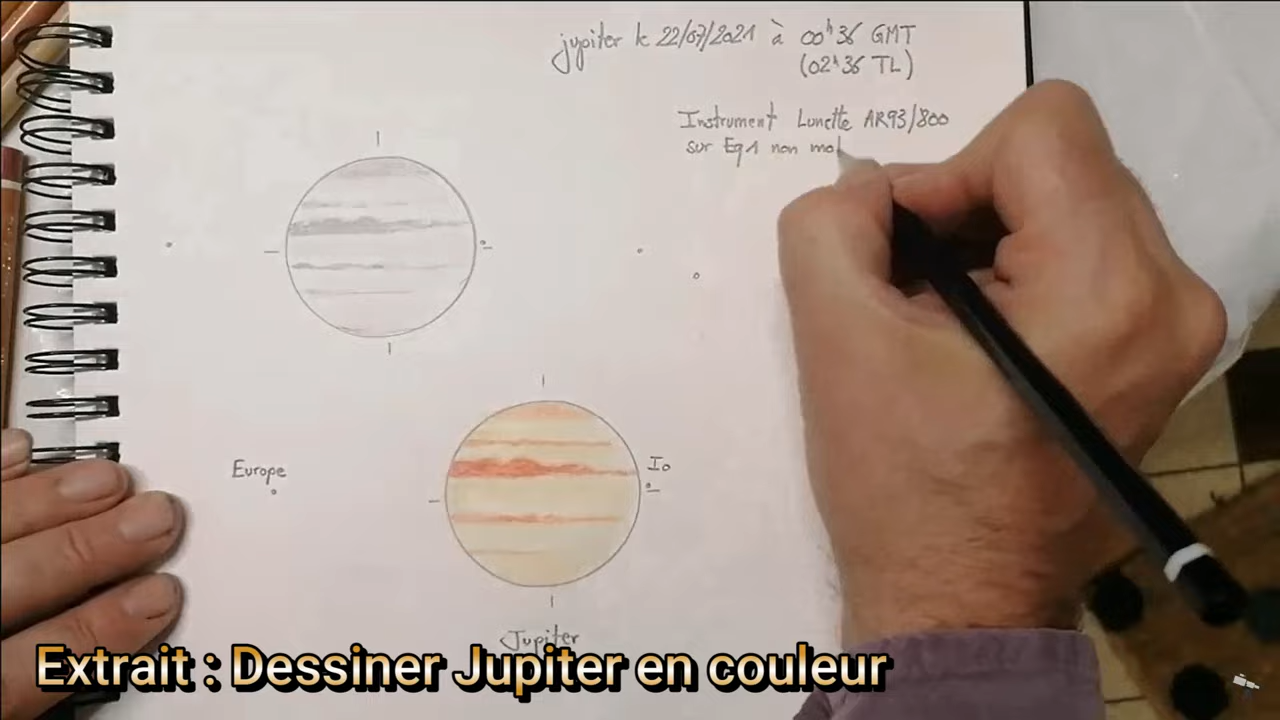 jupiter le 22/07/2021 à 00h36 GMT
(02h36 TL)
Instrument Lunette AR93/800
sur Eq1 non mot
Europe
Io
Jupiter
Extrait : Dessiner Jupiter en couleur